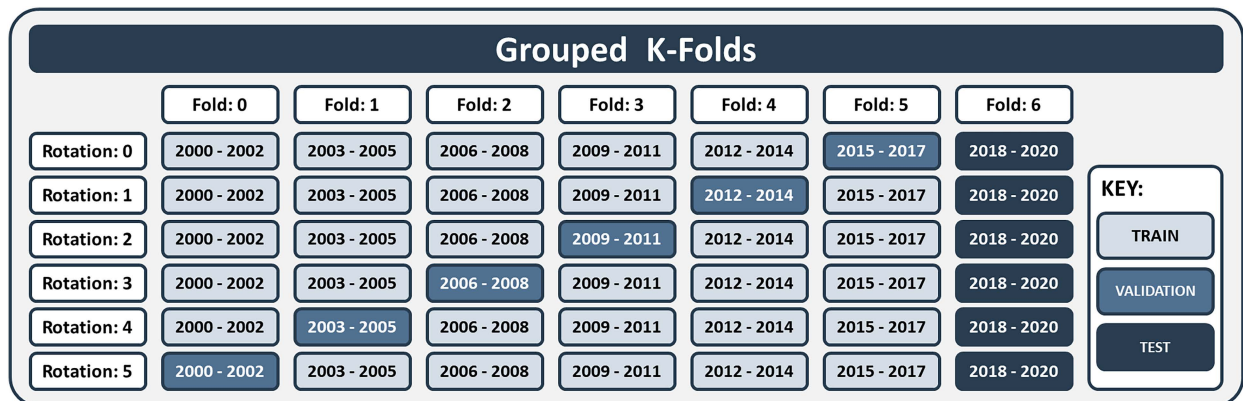 Grouped K-Folds
Fold: 0 Fold: 1 Fold: 2 Fold: 3 Fold: 4 Fold: 5 Fold: 6
Rotation: 0 2000 - 2002 2003 - 2005 2006 - 2008 2009 - 2011 2012 - 2014 2015 - 2017 2018 - 2020
Rotation: 1 2000 - 2002 2003 - 2005 2006 - 2008 2009 - 2011 2012 - 2014 2015 - 2017 2018 - 2020
Rotation: 2 2000 - 2002 2003 - 2005 2006 - 2008 2009 - 2011 2012 - 2014 2015 - 2017 2018 - 2020
Rotation: 3 2000 - 2002 2003 - 2005 2006 - 2008 2009 - 2011 2012 - 2014 2015 - 2017 2018 - 2020
Rotation: 4 2000 - 2002 2003 - 2005 2006 - 2008 2009 - 2011 2012 - 2014 2015 - 2017 2018 - 2020
Rotation: 5 2000 - 2002 2003 - 2005 2006 - 2008 2009 - 2011 2012 - 2014 2015 - 2017 2018 - 2020
KEY:
TRAIN
VALIDATION
TEST